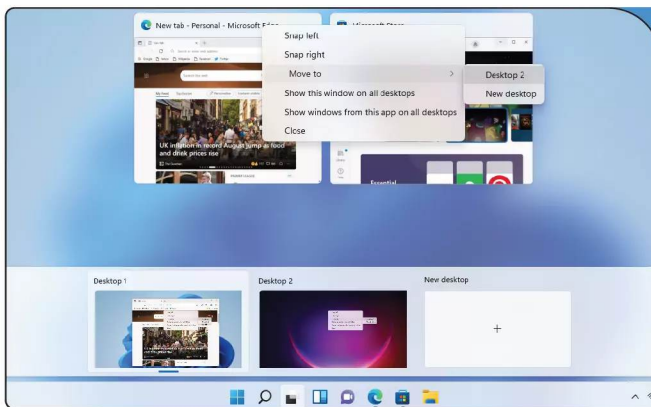 New tab - Personal - Microsoft Edge
Microsoft Store
Snap left
Snap right
Move to
Desktop 2
Show this window on all desktops
New desktop
Show windows from this app on all desktops
Close
UK inflation in record August jump as food
and drink prices rise
Essential
Desktop 1
Desktop 2
New desktop